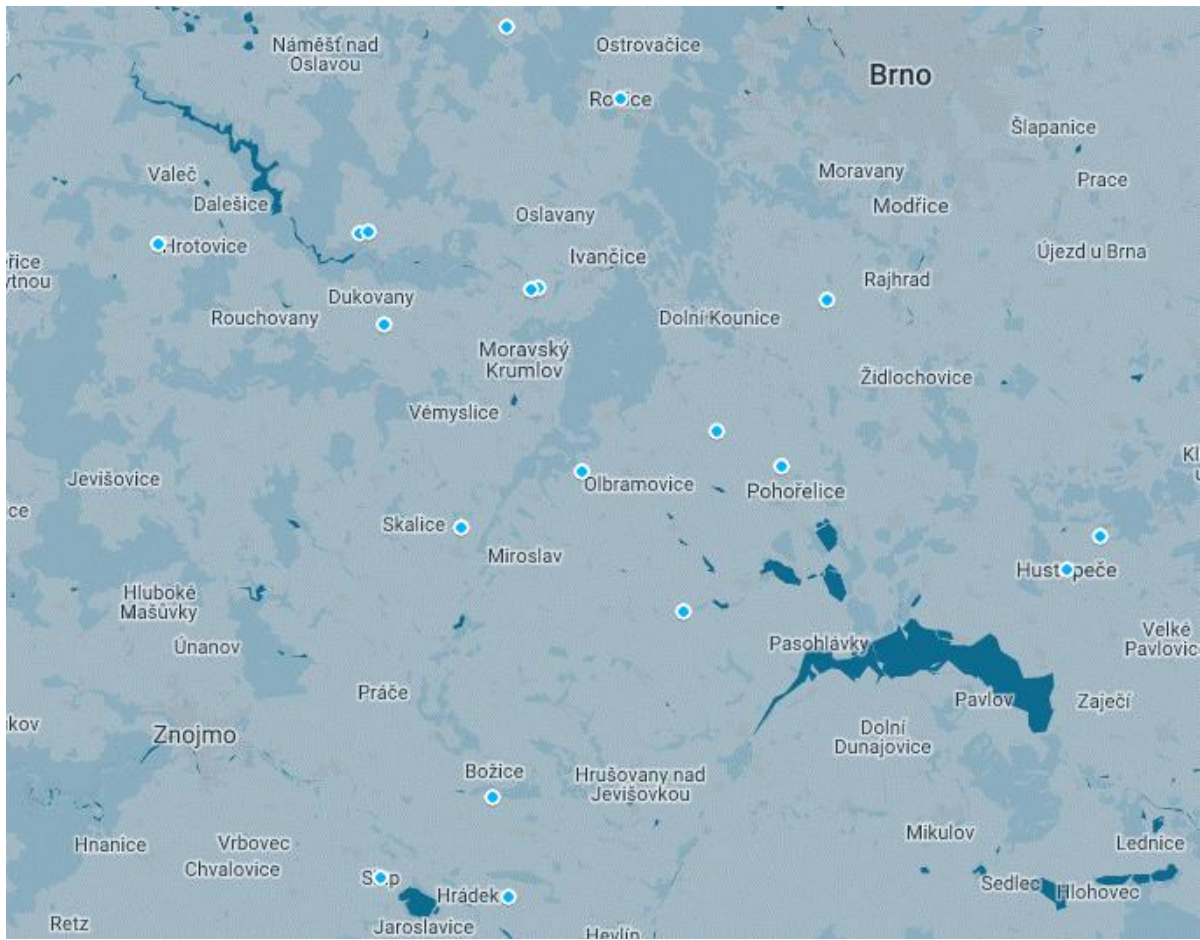 Náměšť nad
Oslavou
Ostrovačice
Brno
Šlapanice
Valeč
Moravany
Prace
Dalešice
Modřice
Oslavany
Hrotovice
Ivančice
Újezd u Brna
Rajhrad
Dukovany
Rouchovany
Dolní Kounice
Moravský
Krumlov
Židlochovice
Vémyslice
Jevišovice
Olbramovice
Pohořelice
Skalice
Miroslav
Hluboké
Mašůvky
Únanov
Pasohlávky
Velké
Práče
Pavlov
Zaječí
Znojmo
Dolní
Dunajovice
Božice
Hrušovany nad
Jevišovkou
Mikulov
Hnanice
Vrbovec
Lednice
Chvalovice
Sedlec
Hlohovec
Hrádek
Retz
Jaroslavice